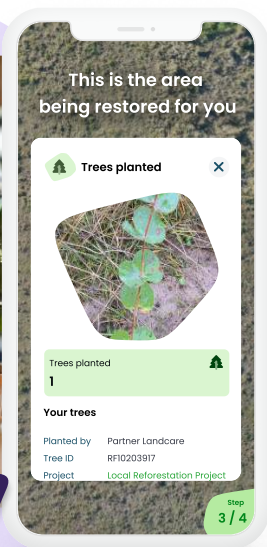 This is the area
being restored for you
Trees planted
Trees planted
1
Your trees
Planted by Partner Landcare
Tree ID RF10203917
Project Local Reforestation Project
Step
3 / 4